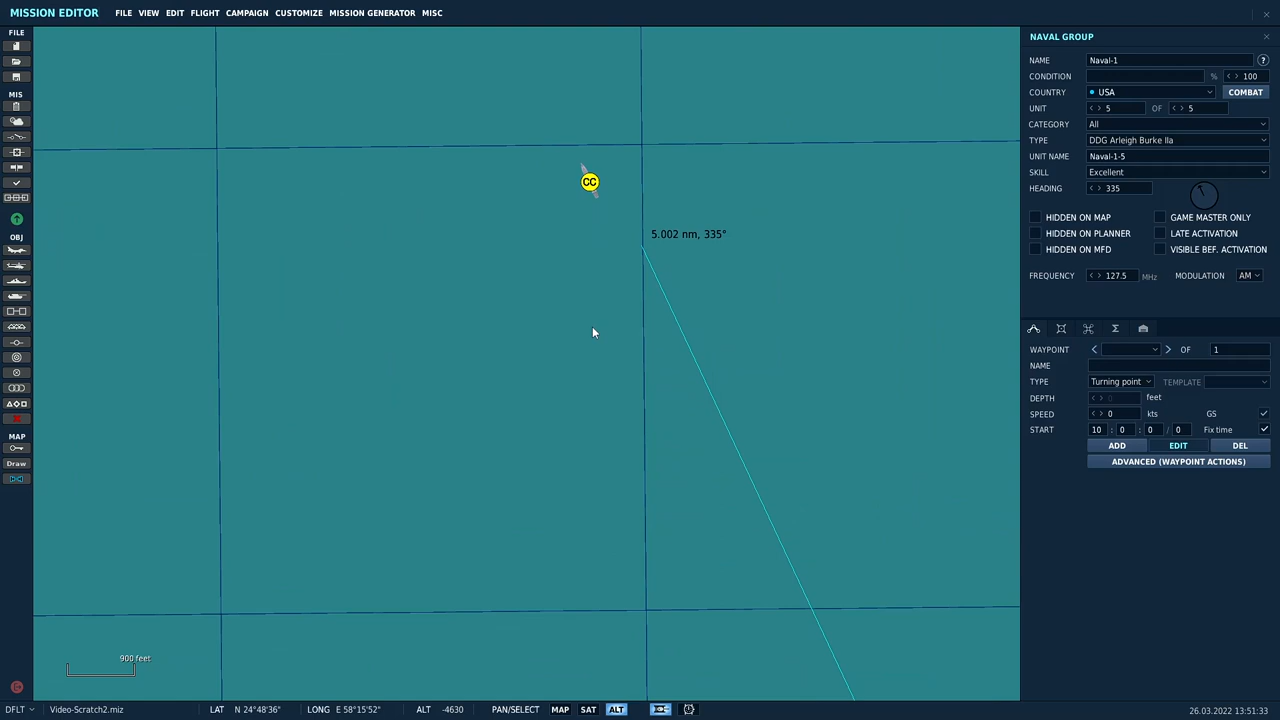 MISSION EDITOR
FILE VIEW EDIT FLIGHT CAMPAIGN CUSTOMIZE MISSION GENERATOR MISC
FILE
MIS
OBJ
MAP
Draw
CC
5.002 nm, 335°
900 feet
NAVAL GROUP
NAME Naval-1 ?
CONDITION % < > 100
COUNTRY USA COMBAT
UNIT < > 5 OF < > 5
CATEGORY All
TYPE DDG Arleigh Burke IIa
UNIT NAME Naval-1-5
SKILL Excellent
HEADING < > 335
HIDDEN ON MAP GAME MASTER ONLY
HIDDEN ON PLANNER LATE ACTIVATION
HIDDEN ON MFD VISIBLE BEF. ACTIVATION
FREQUENCY < > 127.5 MHz MODULATION AM
WAYPOINT < > OF 1
NAME
TYPE Turning point TEMPLATE
DEPTH < > 0 feet
SPEED < > 0 kts GS
START 10 : 0 : 0 / 0 Fix time
ADD EDIT DEL
ADVANCED (WAYPOINT ACTIONS)
DFLT Video-Scratch2.miz LAT N 24°48'36" LONG E 58°15'52" ALT -4630 PAN/SELECT MAP SAT ALT 26.03.2022 13:51:33